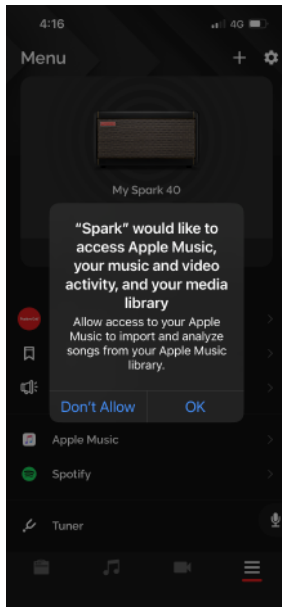 4:16
4G
Menu
My Spark 40
"Spark" would like to
access Apple Music,
your music and video
activity, and your media
library
Allow access to your Apple
Music to import and analyze
songs from your Apple Music
library.
Don't Allow
OK
Apple Music
Spotify
Tuner